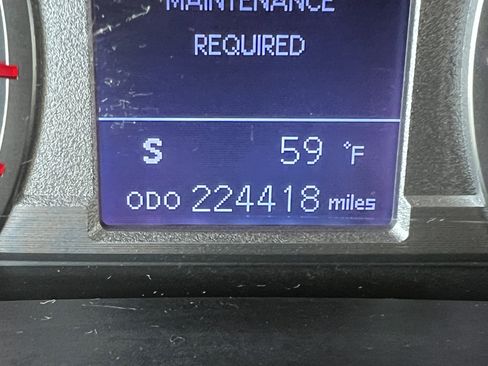 MAINTENANCE
REQUIRED
S 59 °F
ODO 224418 miles